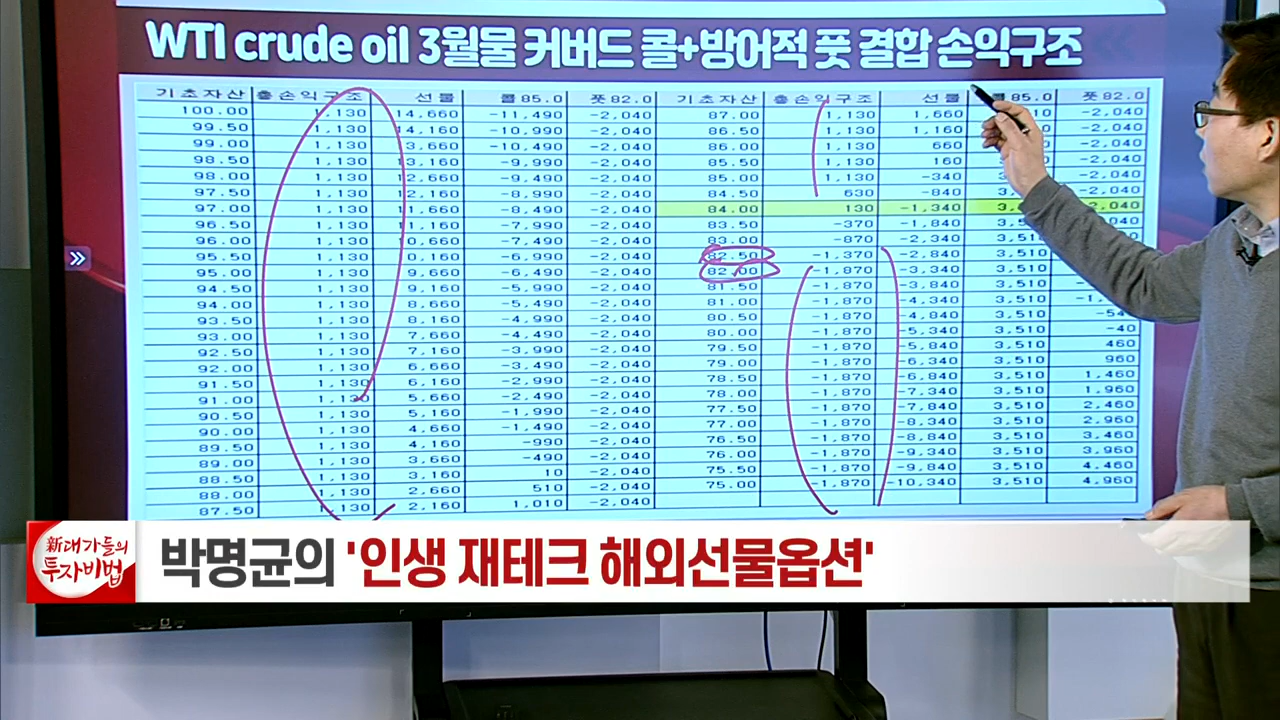 WTI crude oil 3월물 커버드 콜+방어적 풋 결합 손익구조
기초자산 총손익구조 선물 콜85.0 풋82.0 기초자산 총손익구조 선물 콜85.0 풋82.0
100.00 1,130 14,660 -11,490 -2,040 87.00 1,130 1,660 -2,040
99.50 1,130 14,160 -10,990 -2,040 86.50 1,130 1,160 -2,040
99.00 1,130 13,660 -10,490 -2,040 86.00 1,130 660 -2,040
98.50 1,130 13,160 -9,990 -2,040 85.50 1,130 160 -2,040
98.00 1,130 12,660 -9,490 -2,040 85.00 1,130 -340 -2,040
97.50 1,130 12,160 -8,990 -2,040 84.50 630 -840 -2,040
97.00 1,130 11,660 -8,490 -2,040 84.00 130 -1,340 -2,040
96.50 1,130 11,160 -7,990 -2,040 83.50 -370 -1,840
96.00 1,130 10,660 -7,490 -2,040 83.00 -870 -2,340 3,510
95.50 1,130 10,160 -6,990 -2,040 82.50 -1,370 -2,840 3,510
95.00 1,130 9,660 -6,490 -2,040 82.00 -1,870 -3,340 3,510
94.50 1,130 9,160 -5,990 -2,040 81.50 -1,870 -3,840 3,510
94.00 1,130 8,660 -5,490 -2,040 81.00 -1,870 -4,340 3,510
93.50 1,130 8,160 -4,990 -2,040 80.50 -1,870 -4,840 3,510
93.00 1,130 7,660 -4,490 -2,040 80.00 -1,870 -5,340 3,510 -40
92.50 1,130 7,160 -3,990 -2,040 79.50 -1,870 -5,840 3,510 460
92.00 1,130 6,660 -3,490 -2,040 79.00 -1,870 -6,340 3,510 960
91.50 1,130 6,160 -2,990 -2,040 78.50 -1,870 -6,840 3,510 1,460
91.00 1,130 5,660 -2,490 -2,040 78.00 -1,870 -7,340 3,510 1,960
90.50 1,130 5,160 -1,990 -2,040 77.50 -1,870 -7,840 3,510 2,460
90.00 1,130 4,660 -1,490 -2,040 77.00 -1,870 -8,340 3,510 2,960
89.50 1,130 4,160 -990 -2,040 76.50 -1,870 -8,840 3,510 3,460
89.00 1,130 3,660 -490 -2,040 76.00 -1,870 -9,340 3,510 3,960
88.50 1,130 3,160 10 -2,040 75.50 -1,870 -9,840 3,510 4,460
88.00 1,130 2,660 510 -2,040 75.00 -1,870 -10,340 3,510 4,960
87.50 1,130 2,160 1,010 -2,040
新대가들의
투자비법
박명균의 '인생 재테크 해외선물옵션'